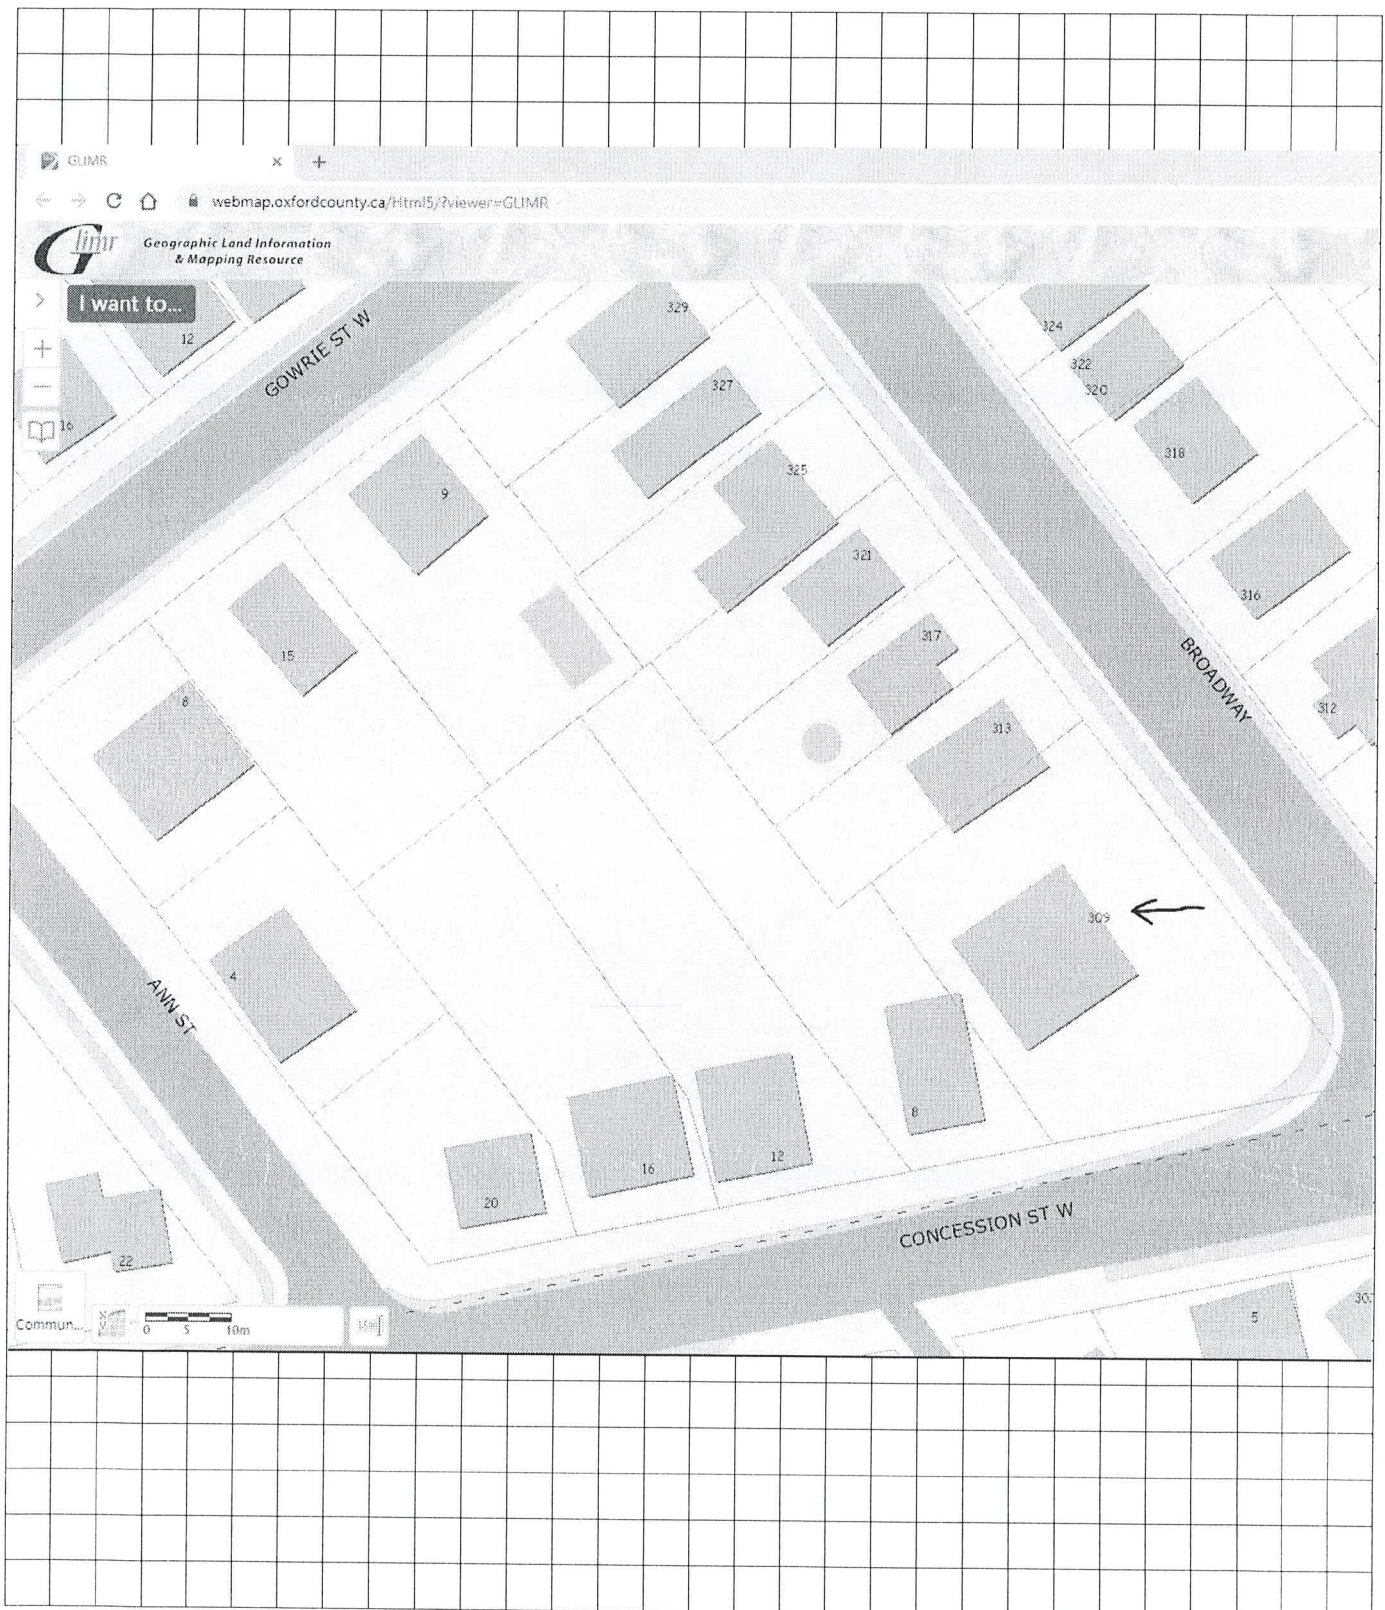 GLIMR
webmap.oxfordcounty.ca/Html5/?viewer=GLIMR
Glimr
Geographic Land Information
& Mapping Resource
I want to...
12
16
GOWRIE ST W
329
327
325
321
317
313
309
9
15
8
4
324
322
320
318
316
312
BROADWAY
ANN ST
20
16
12
8
22
CONCESSION ST W
5
Commun...
0 5 10m